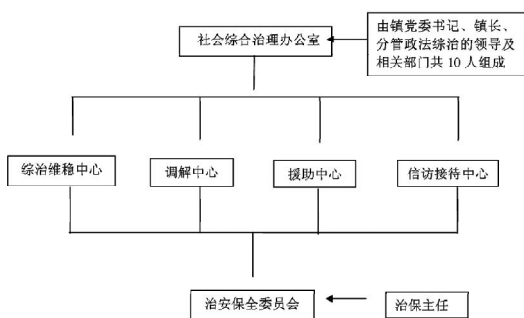 社会综合治理办公室
由镇党委书记、镇长、
分管政法综治的领导及
相关部门共 10 人组成
综治维稳中心
调解中心
援助中心
信访接待中心
治安保全委员会
治保主任